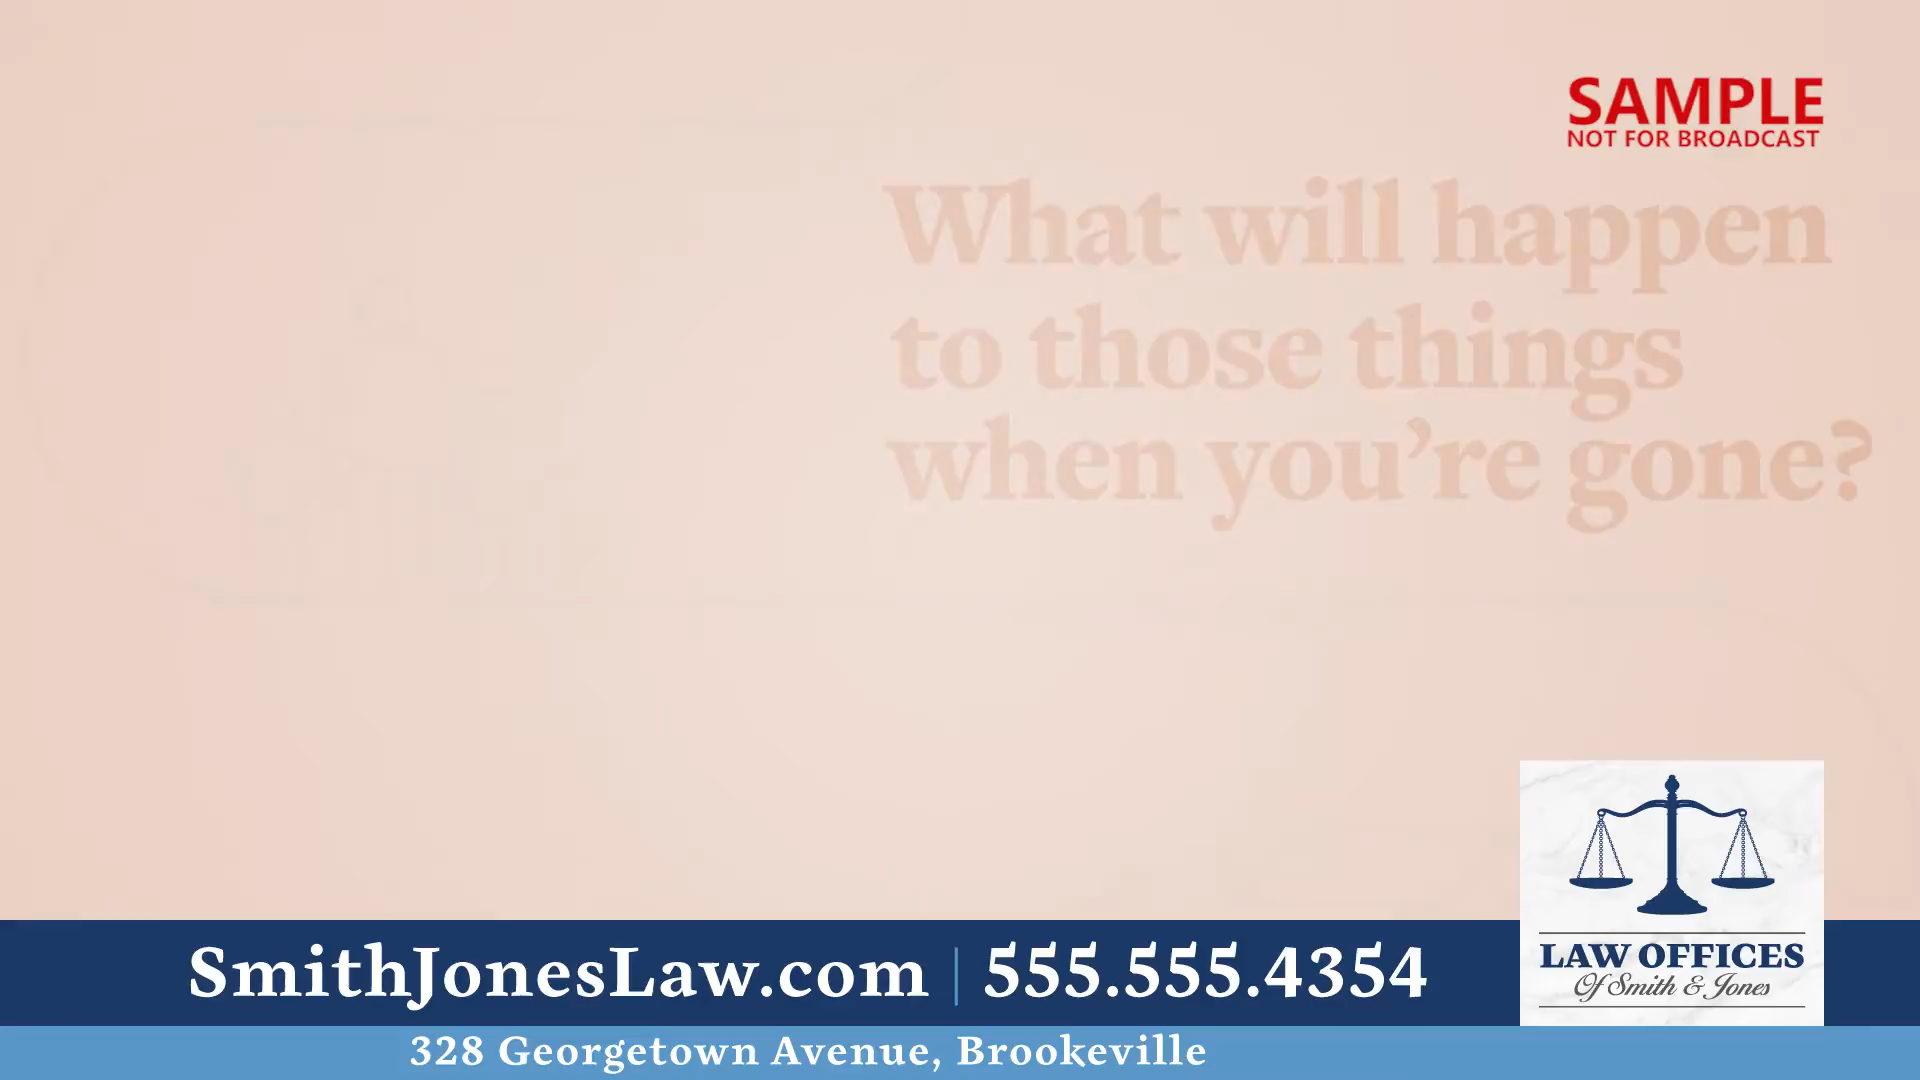 SAMPLE
NOT FOR BROADCAST
What will happen
to those things
when you’re gone?
SmithJonesLaw.com | 555.555.4354
328 Georgetown Avenue, Brookeville
LAW OFFICES
Of Smith & Jones